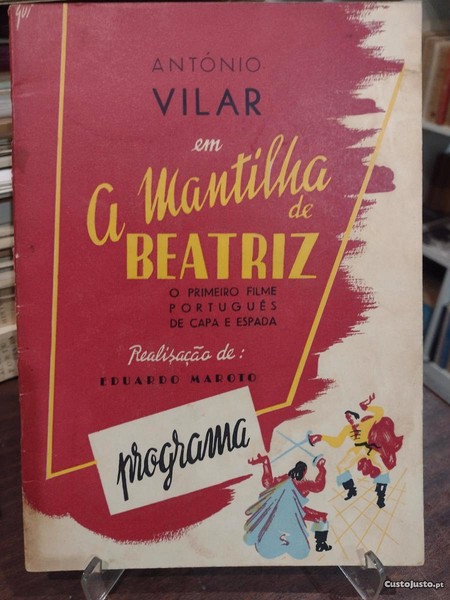 ANTÓNIO
VILAR
em
A Mantilha
de
BEATRIZ
O PRIMEIRO FILME
PORTUGUÊS
DE CAPA E ESPADA
Realisação de:
EDUARDO MAROTO
programa
CustoJusto.pt